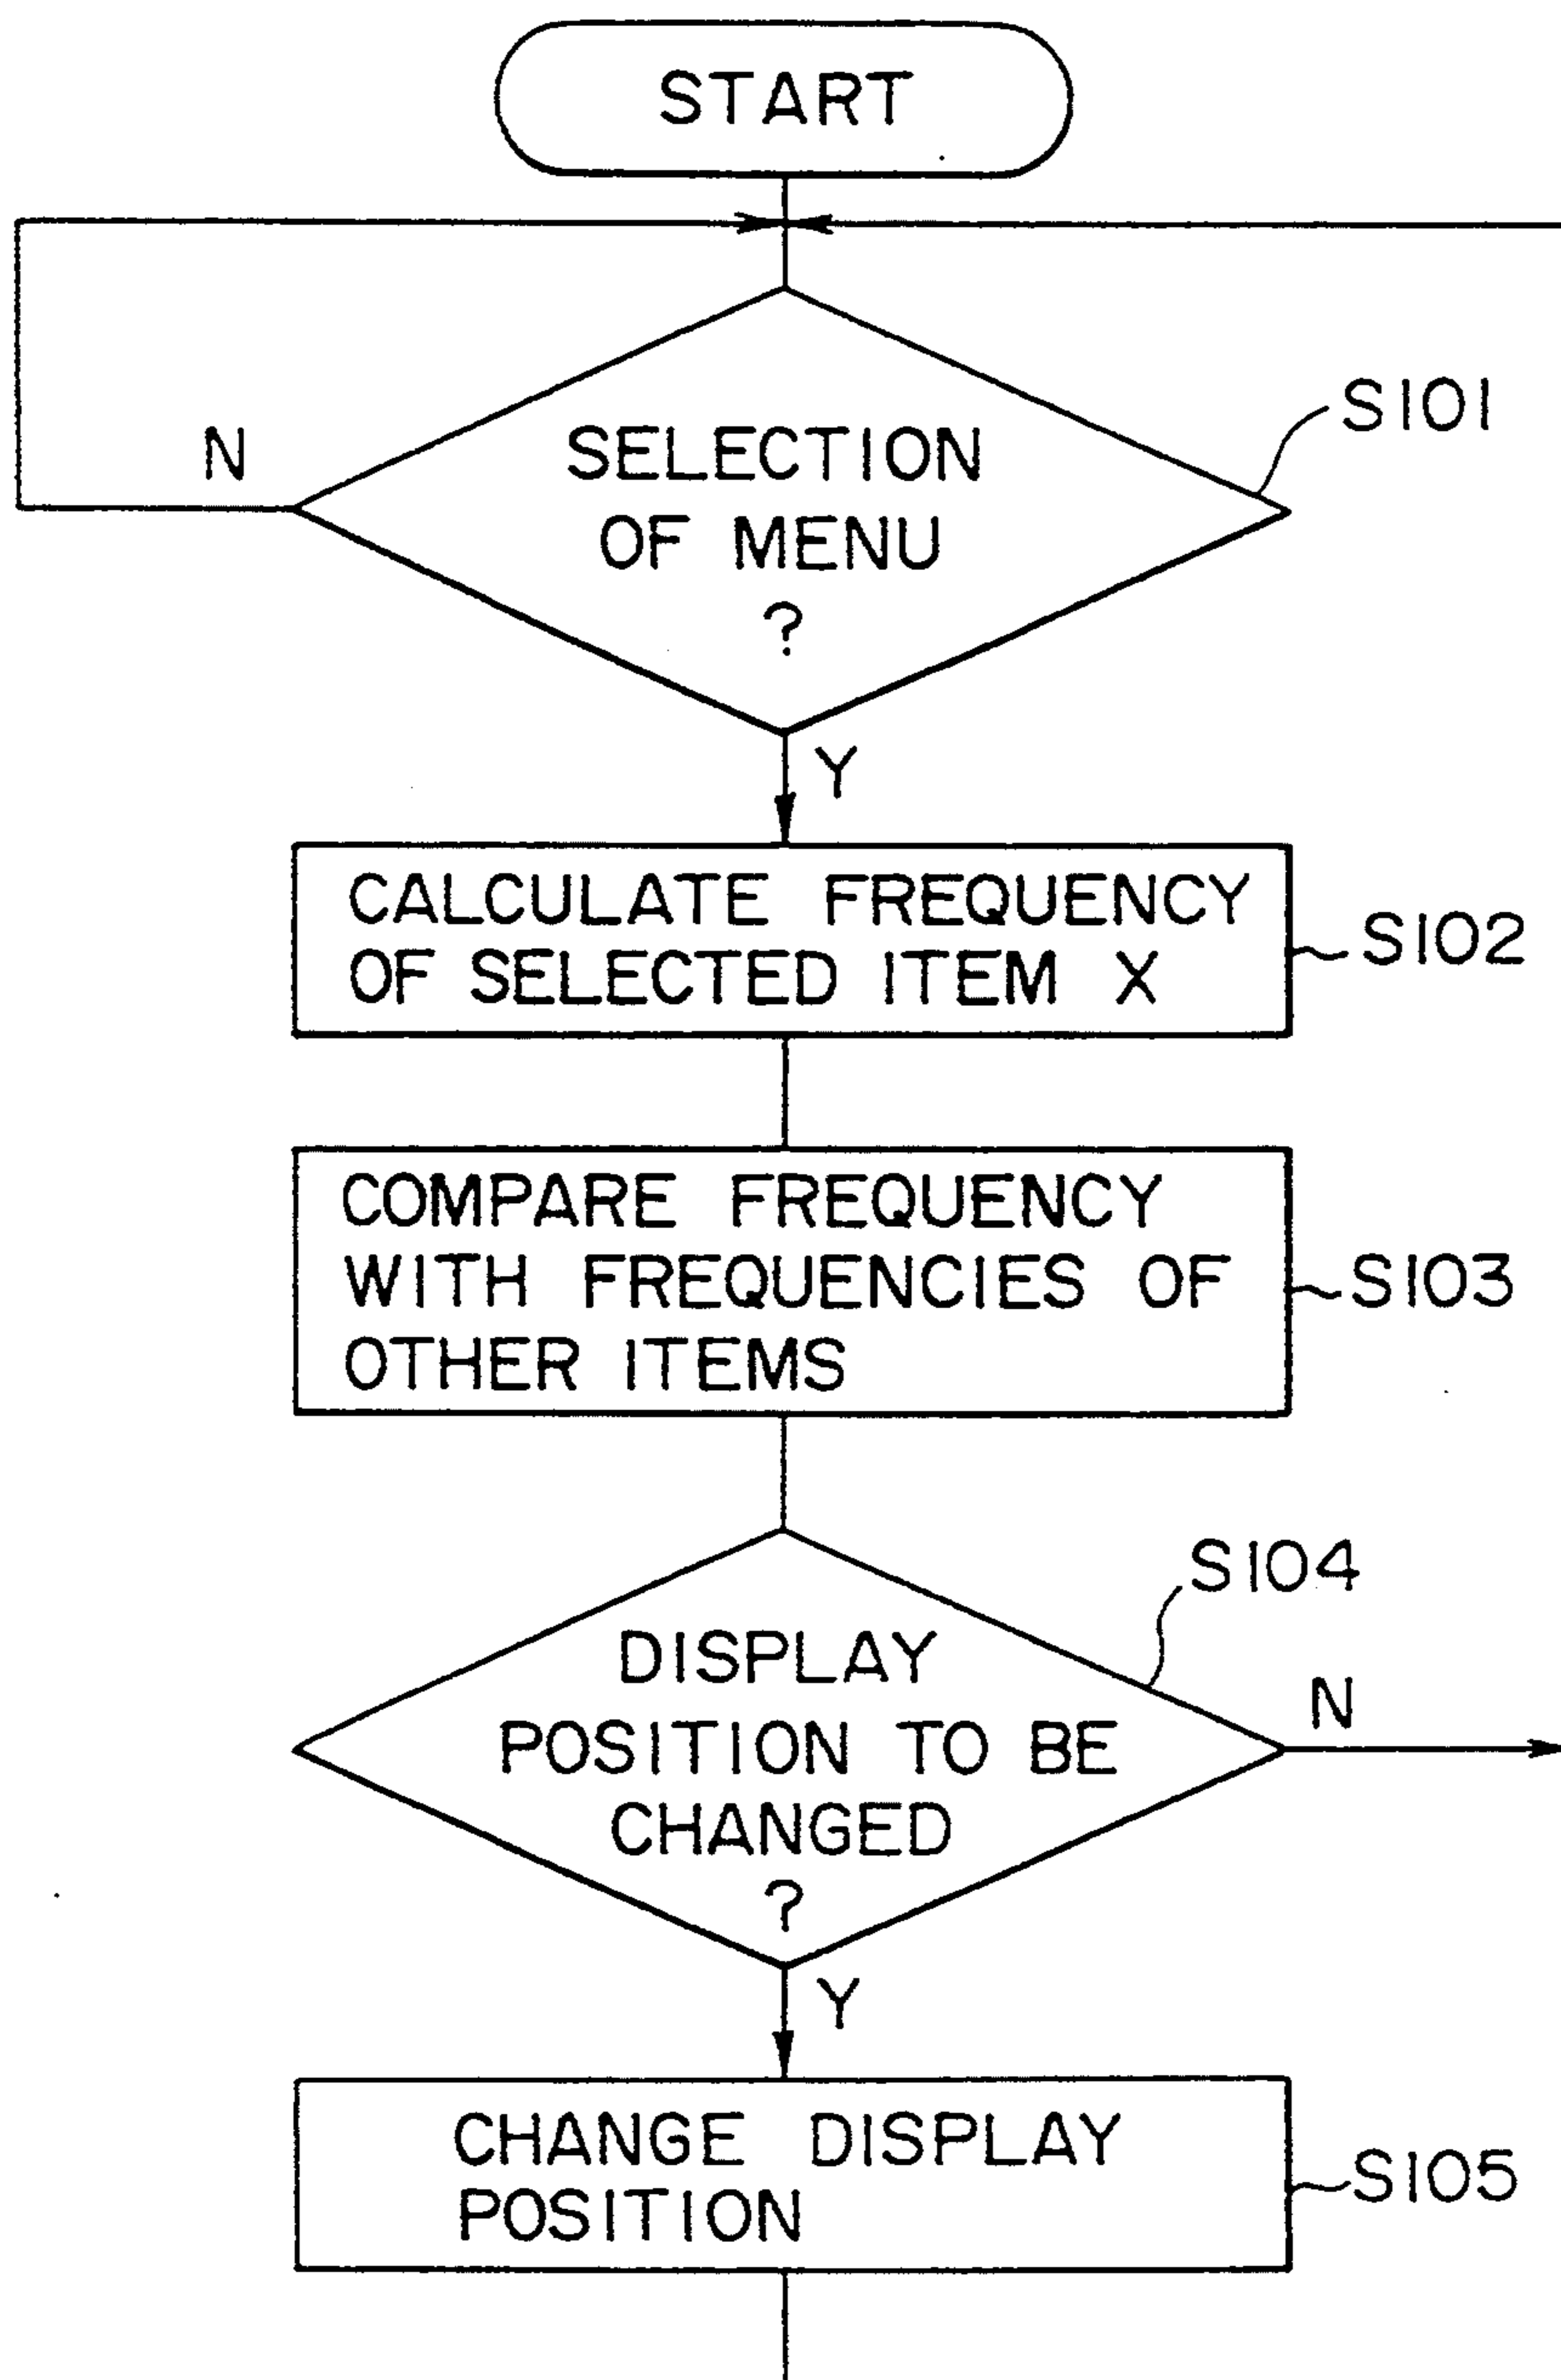 START
S101
N
SELECTION
OF MENU
?
Y
CALCULATE FREQUENCY
OF SELECTED ITEM X
S102
COMPARE FREQUENCY
WITH FREQUENCIES OF
OTHER ITEMS
S103
S104
DISPLAY
POSITION TO BE
CHANGED
?
N
Y
CHANGE DISPLAY
POSITION
S105